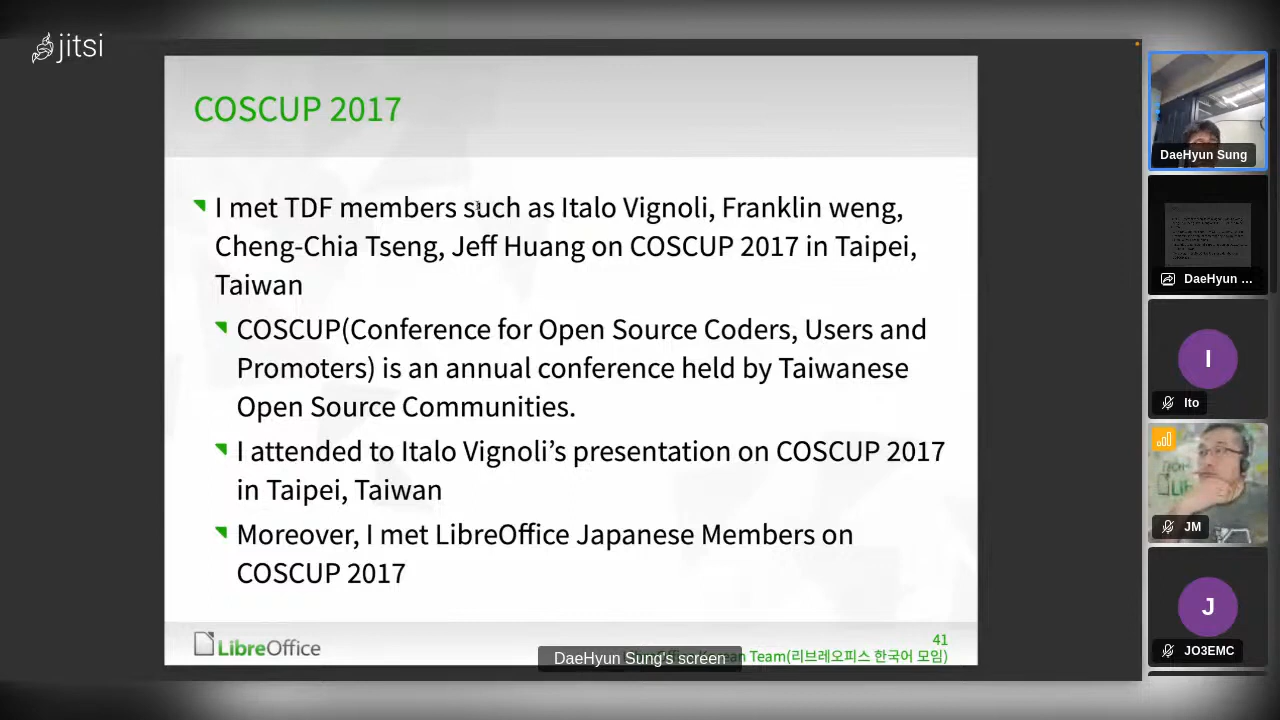 jitsi
COSCUP 2017
I met TDF members such as Italo Vignoli, Franklin weng,
Cheng-Chia Tseng, Jeff Huang on COSCUP 2017 in Taipei,
Taiwan
COSCUP(Conference for Open Source Coders, Users and
Promoters) is an annual conference held by Taiwanese
Open Source Communities.
I attended to Italo Vignoli’s presentation on COSCUP 2017
in Taipei, Taiwan
Moreover, I met LibreOffice Japanese Members on
COSCUP 2017
LibreOffice
41
Team(리브레오피스 한국어 모임)
DaeHyun Sung's screen
DaeHyun Sung
DaeHyun ...
I
Ito
JM
J
JO3EMC